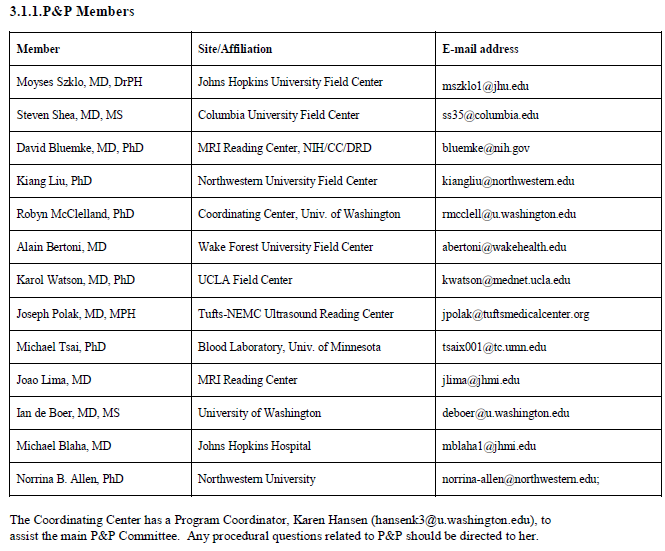 3.1.1.P&P Members
Member Site/Affiliation E-mail address
Moyses Szklo, MD, DrPH Johns Hopkins University Field Center mszklo1@jhu.edu
Steven Shea, MD, MS Columbia University Field Center ss35@columbia.edu
David Bluemke, MD, PhD MRI Reading Center, NIH/CC/DRD bluemke@nih.gov
Kiang Liu, PhD Northwestern University Field Center kiangliu@northwestern.edu
Robyn McClelland, PhD Coordinating Center, Univ. of Washington rmcclell@u.washington.edu
Alain Bertoni, MD Wake Forest University Field Center abertoni@wakehealth.edu
Karol Watson, MD, PhD UCLA Field Center kwatson@mednet.ucla.edu
Joseph Polak, MD, MPH Tufts-NEMC Ultrasound Reading Center jpolak@tuftsmedicalcenter.org
Michael Tsai, PhD Blood Laboratory, Univ. of Minnesota tsaix001@tc.umn.edu
Joao Lima, MD MRI Reading Center jlima@jhmi.edu
Ian de Boer, MD, MS University of Washington deboer@u.washington.edu
Michael Blaha, MD Johns Hopkins Hospital mblaha1@jhmi.edu
Norrina B. Allen, PhD Northwestern University norrina-allen@northwestern.edu;
The Coordinating Center has a Program Coordinator, Karen Hansen (hansenk3@u.washington.edu), to
assist the main P&P Committee. Any procedural questions related to P&P should be directed to her.